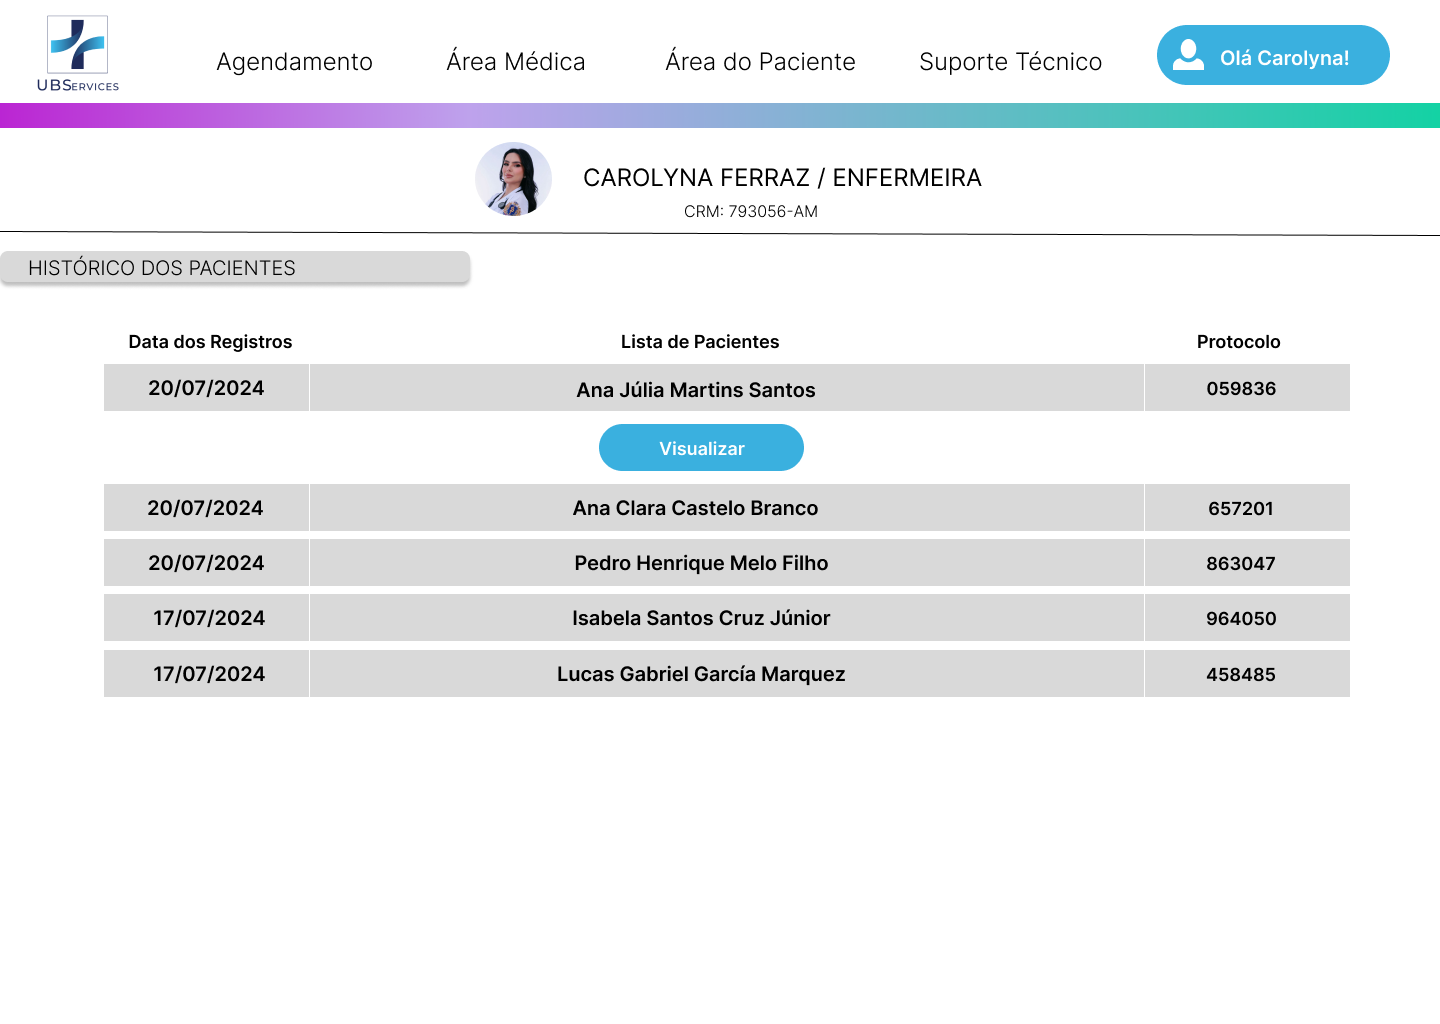 UBServices
Agendamento
Área Médica
Área do Paciente
Suporte Técnico
Olá Carolyna!
CAROLYNA FERRAZ / ENFERMEIRA
CRM: 793056-AM
HISTÓRICO DOS PACIENTES
Data dos Registros Lista de Pacientes Protocolo
20/07/2024 Ana Júlia Martins Santos 059836
Visualizar
20/07/2024 Ana Clara Castelo Branco 657201
20/07/2024 Pedro Henrique Melo Filho 863047
17/07/2024 Isabela Santos Cruz Júnior 964050
17/07/2024 Lucas Gabriel García Marquez 458485